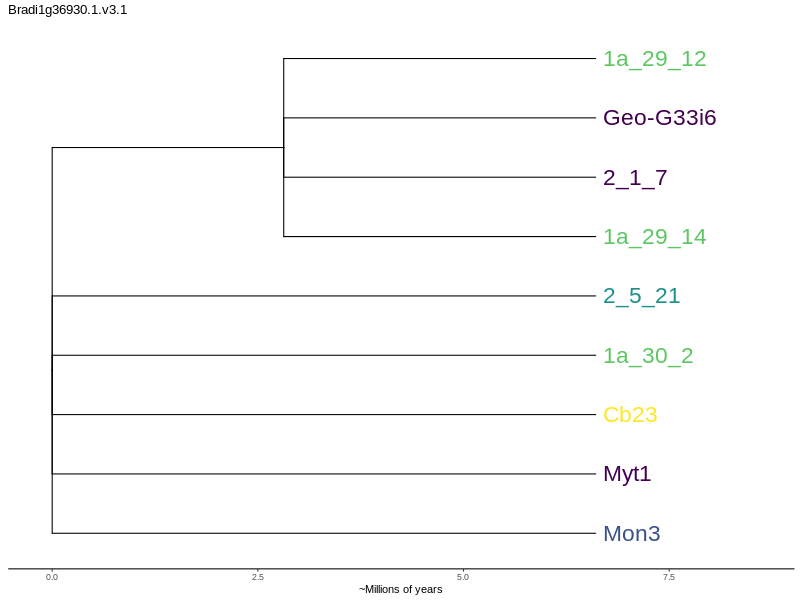 Bradi1g36930.1.v3.1
1a_29_12
Geo-G33i6
2_1_7
1a_29_14
2_5_21
1a_30_2
Cb23
Myt1
Mon3
0.0 2.5 5.0 7.5
~Millions of years